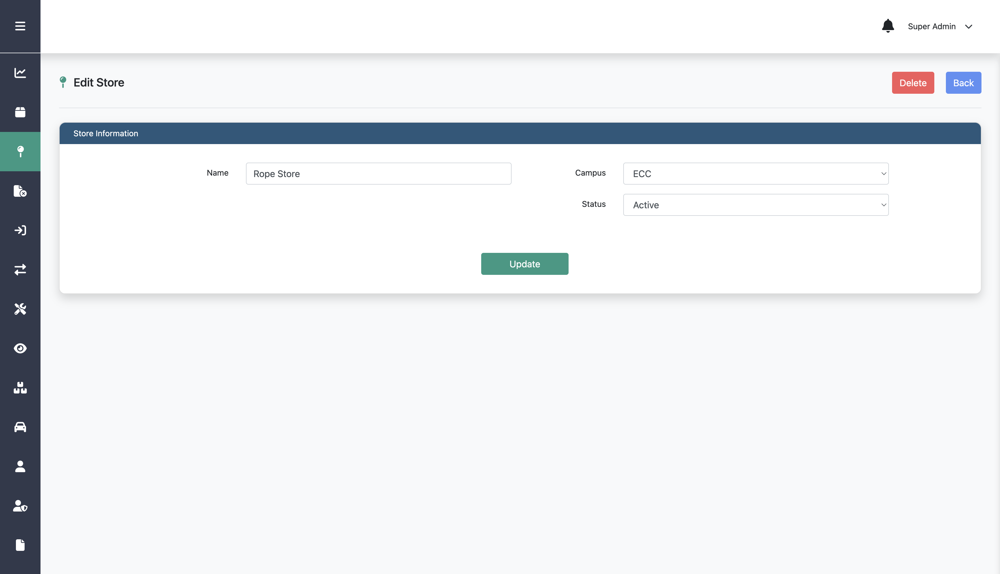 Super Admin
Edit Store
Delete
Back
Store Information
Name
Rope Store
Campus
ECC
Status
Active
Update